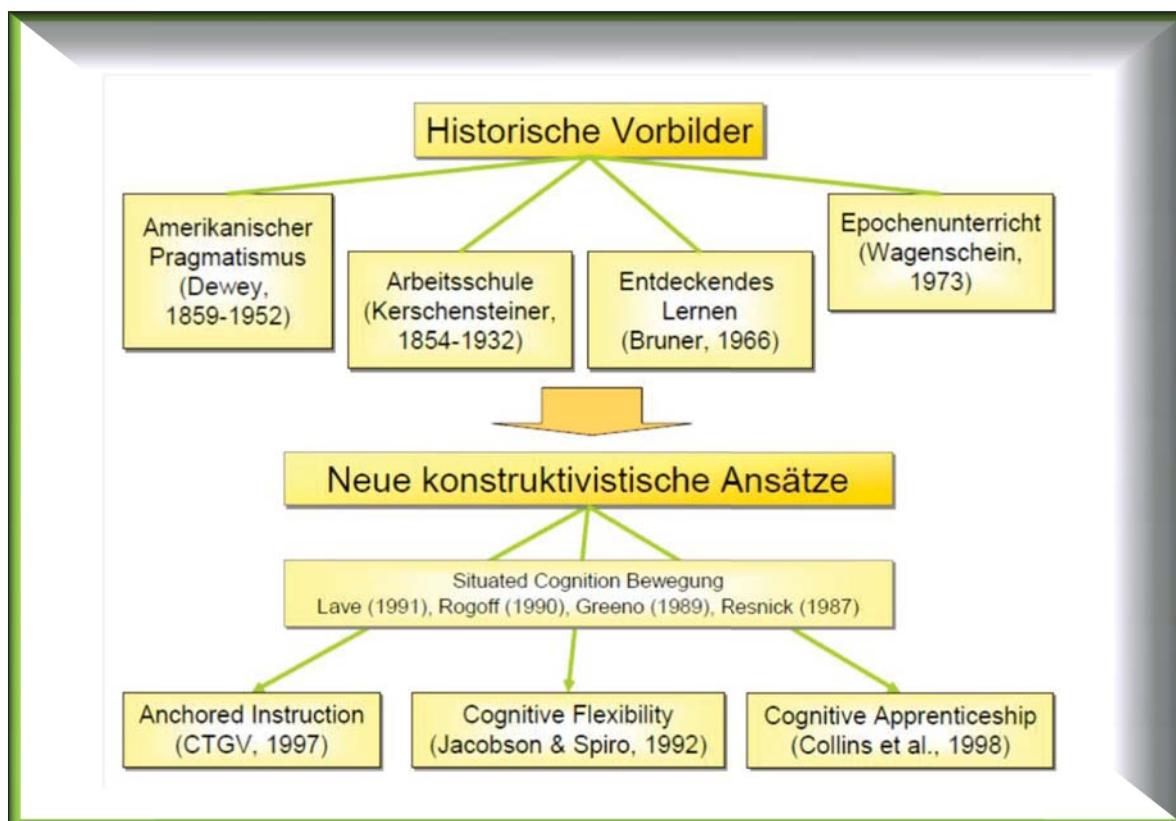 Historische Vorbilder
Amerikanischer
Pragmatismus
(Dewey,
1859-1952)
Arbeitsschule
(Kerschensteiner,
1854-1932)
Entdeckendes
Lernen
(Bruner, 1966)
Epochenunterricht
(Wagenschein,
1973)
Neue konstruktivistische Ansätze
Situated Cognition Bewegung
Lave (1991), Rogoff (1990), Greeno (1989), Resnick (1987)
Anchored Instruction
(CTGV, 1997)
Cognitive Flexibility
(Jacobson & Spiro, 1992)
Cognitive Apprenticeship
(Collins et al., 1998)